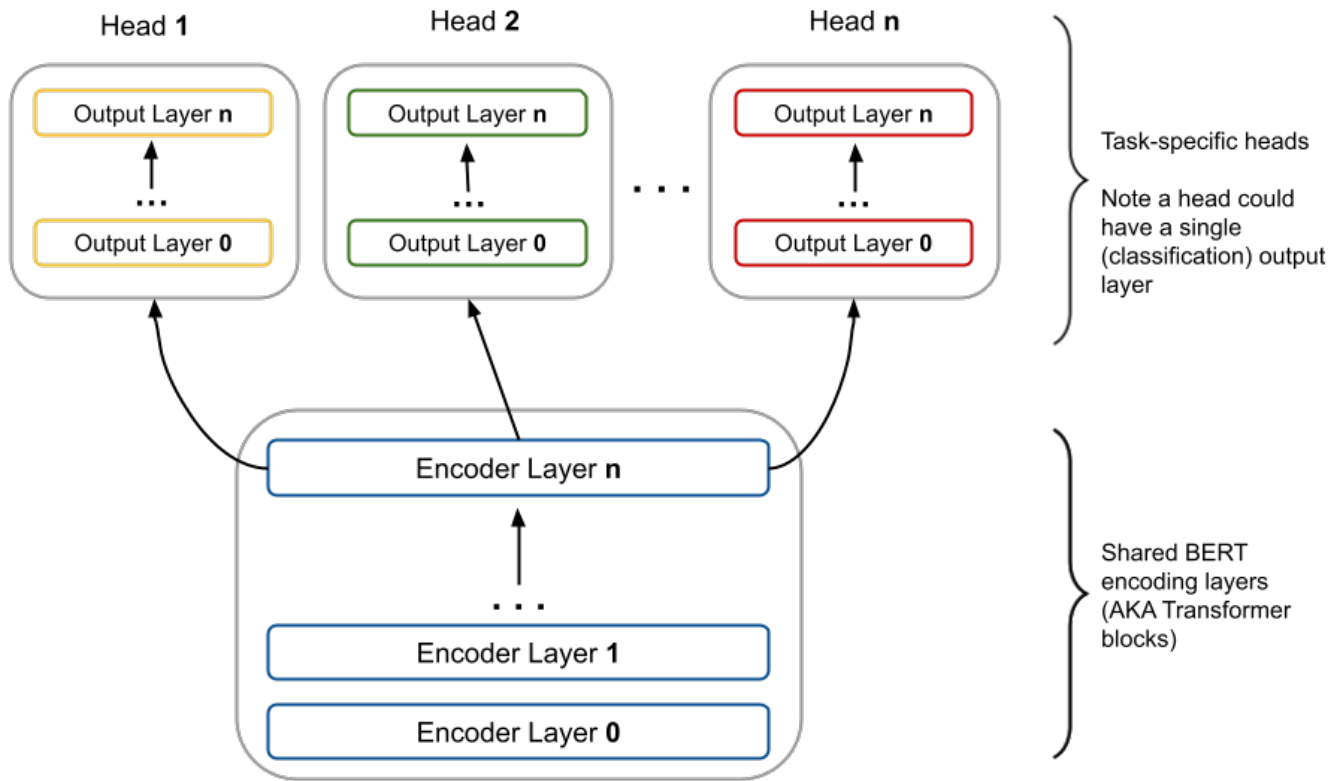 Head 1
Head 2
Head n
Output Layer n
Output Layer n
Output Layer n
...
...
...
. . .
Output Layer 0
Output Layer 0
Output Layer 0
Task-specific heads
Note a head could
have a single
(classification) output
layer
Encoder Layer n
. . .
Encoder Layer 1
Encoder Layer 0
Shared BERT
encoding layers
(AKA Transformer
blocks)